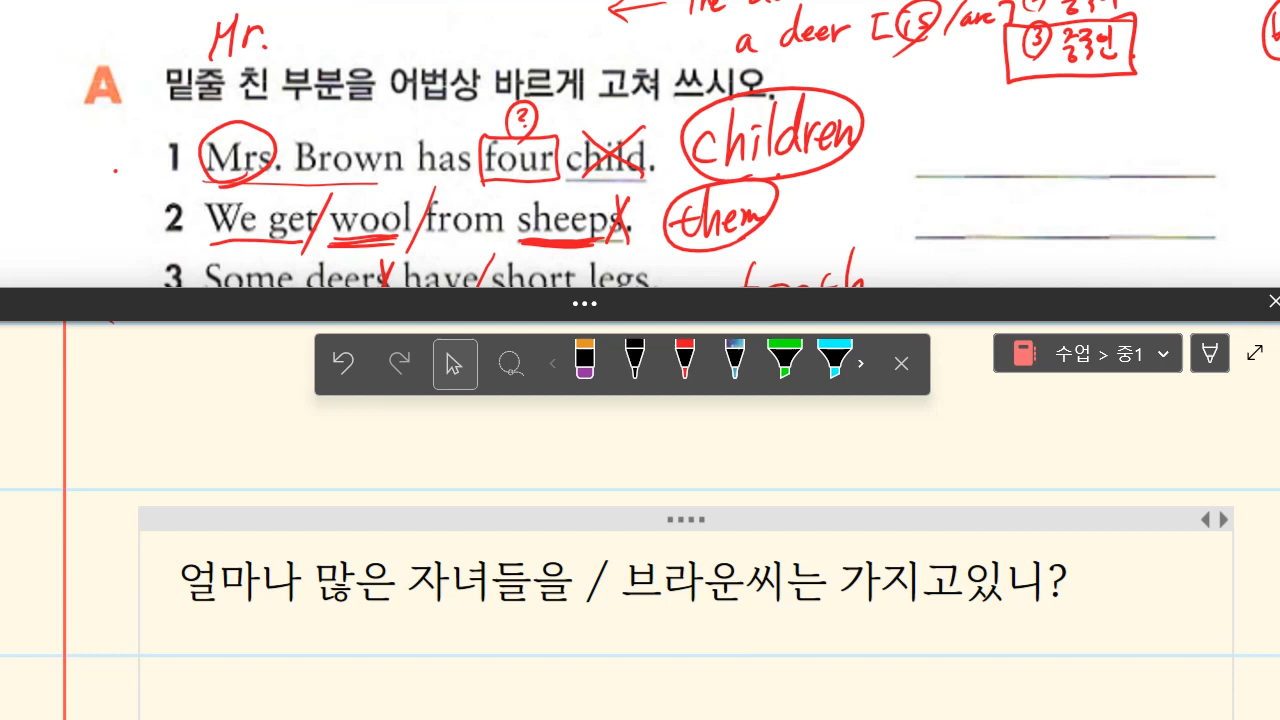 a deer [is/are]
③ 중국인
Mr.
A 밑줄 친 부분을 어법상 바르게 고쳐 쓰시오.
?
1 Mrs. Brown has four child. children
2 We get/wool/from sheeps. them
3 Some deers have/short legs.
수업 > 중1
얼마나 많은 자녀들을 / 브라운씨는 가지고있니?